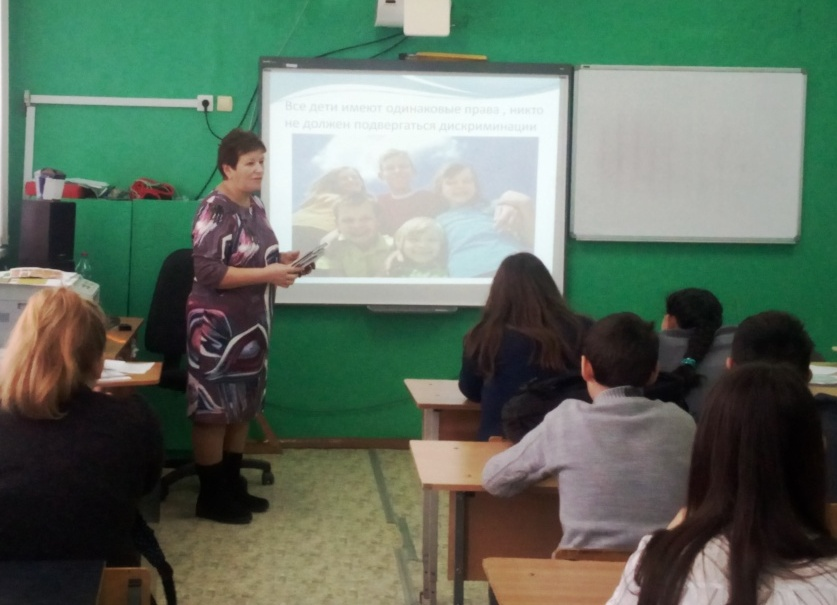 Все дети имеют одинаковые права , никто
не должен подвергаться дискриминации